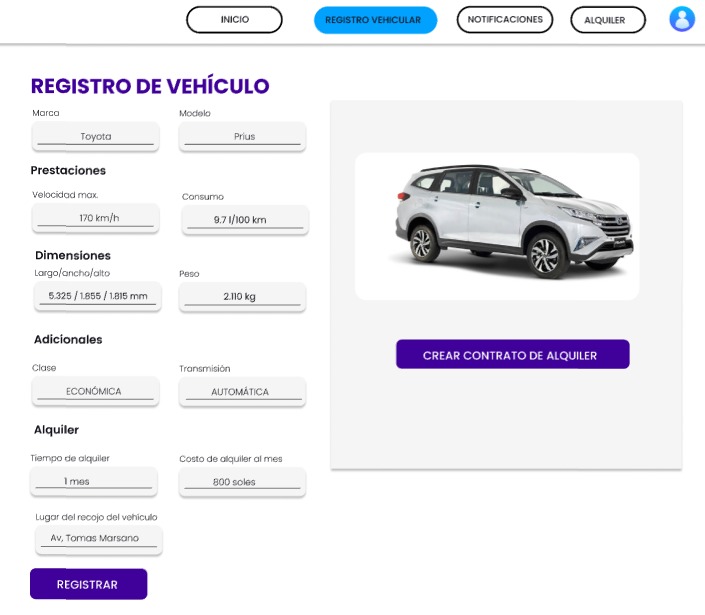 INICIO
REGISTRO VEHICULAR
NOTIFICACIONES
ALQUILER
REGISTRO DE VEHÍCULO
Marca
Modelo
Toyota
Prius
Prestaciones
Velocidad max.
Consumo
170 km/h
9.7 l/100 km
Dimensiones
Largo/ancho/alto
Peso
5.325 / 1.855 / 1.815 mm
2.110 kg
Adicionales
Clase
Transmisión
ECONÓMICA
AUTOMÁTICA
Alquiler
Tiempo de alquiler
Costo de alquiler al mes
1 mes
800 soles
Lugar del recojo del vehículo
Av, Tomas Marsano
REGISTRAR
CREAR CONTRATO DE ALQUILER